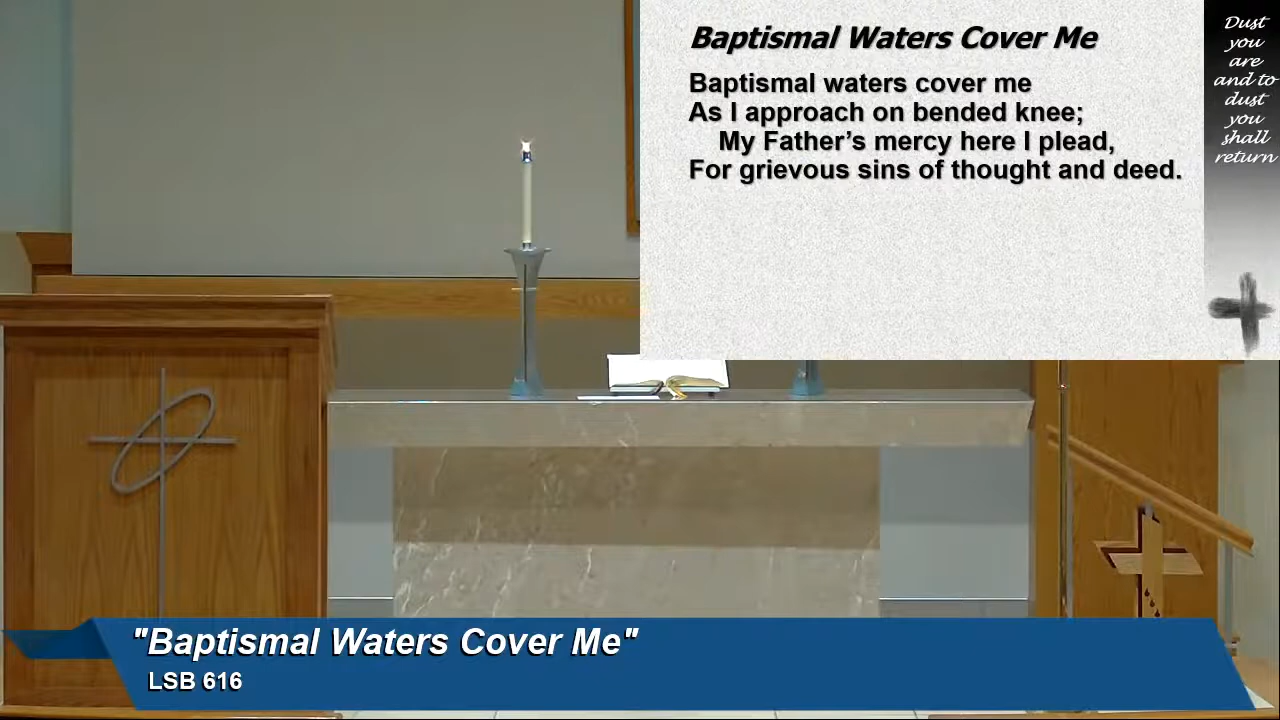 Baptismal Waters Cover Me
Baptismal waters cover me
As I approach on bended knee;
My Father’s mercy here I plead,
For grievous sins of thought and deed.
Dust
you
are
and to
dust
you
shall
return
"Baptismal Waters Cover Me"
LSB 616